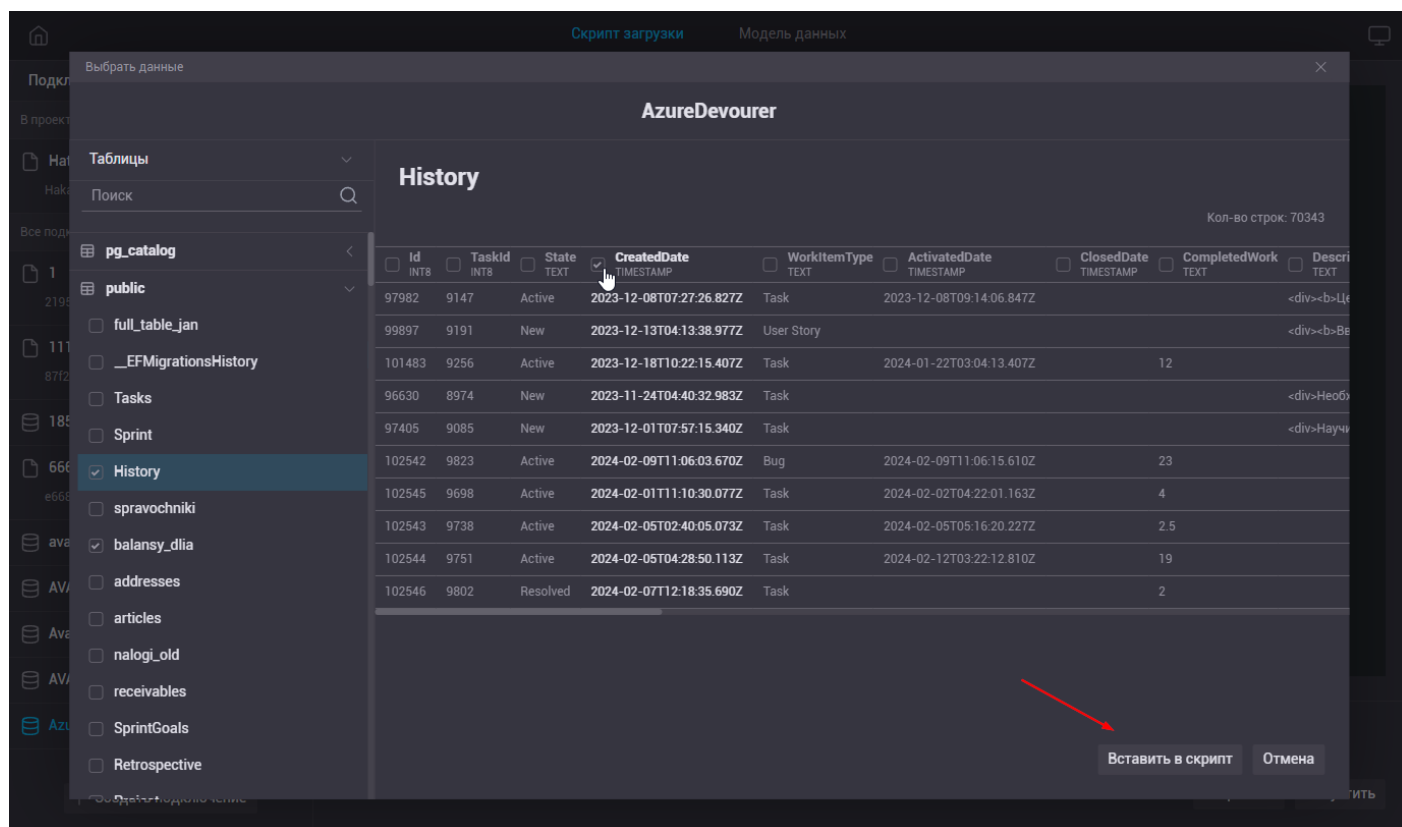 Скрипт загрузки Модель данных
Выбрать данные
AzureDevourer
Таблицы
Поиск
pg_catalog
public
full_table_jan
__EFMigrationsHistory
Tasks
Sprint
History
spravochniki
balansy_dlia
addresses
articles
nalogi_old
receivables
SprintGoals
Retrospective
History
Кол-во строк: 70343
Id TaskId State CreatedDate WorkItemType ActivatedDate ClosedDate CompletedWork Descri
INT8 INT8 TEXT TIMESTAMP TEXT TIMESTAMP TIMESTAMP TEXT TEXT
97982 9147 Active 2023-12-08T07:27:26.827Z Task 2023-12-08T09:14:06.847Z <div><b>Це
99897 9191 New 2023-12-13T04:13:38.977Z User Story <div><b>Вв
101483 9256 Active 2023-12-18T10:22:15.407Z Task 2024-01-22T03:04:13.407Z 12
96630 8974 New 2023-11-24T04:40:32.983Z Task <div>Необх
97405 9085 New 2023-12-01T07:57:15.340Z Task <div>Научи
102542 9823 Active 2024-02-09T11:06:03.670Z Bug 2024-02-09T11:06:15.610Z 23
102545 9698 Active 2024-02-01T11:10:30.077Z Task 2024-02-02T04:22:01.163Z 4
102543 9738 Active 2024-02-05T02:40:05.073Z Task 2024-02-05T05:16:20.227Z 2.5
102544 9751 Active 2024-02-05T04:28:50.113Z Task 2024-02-12T03:22:12.810Z 19
102546 9802 Resolved 2024-02-07T12:18:35.690Z Task 2
Вставить в скрипт Отмена